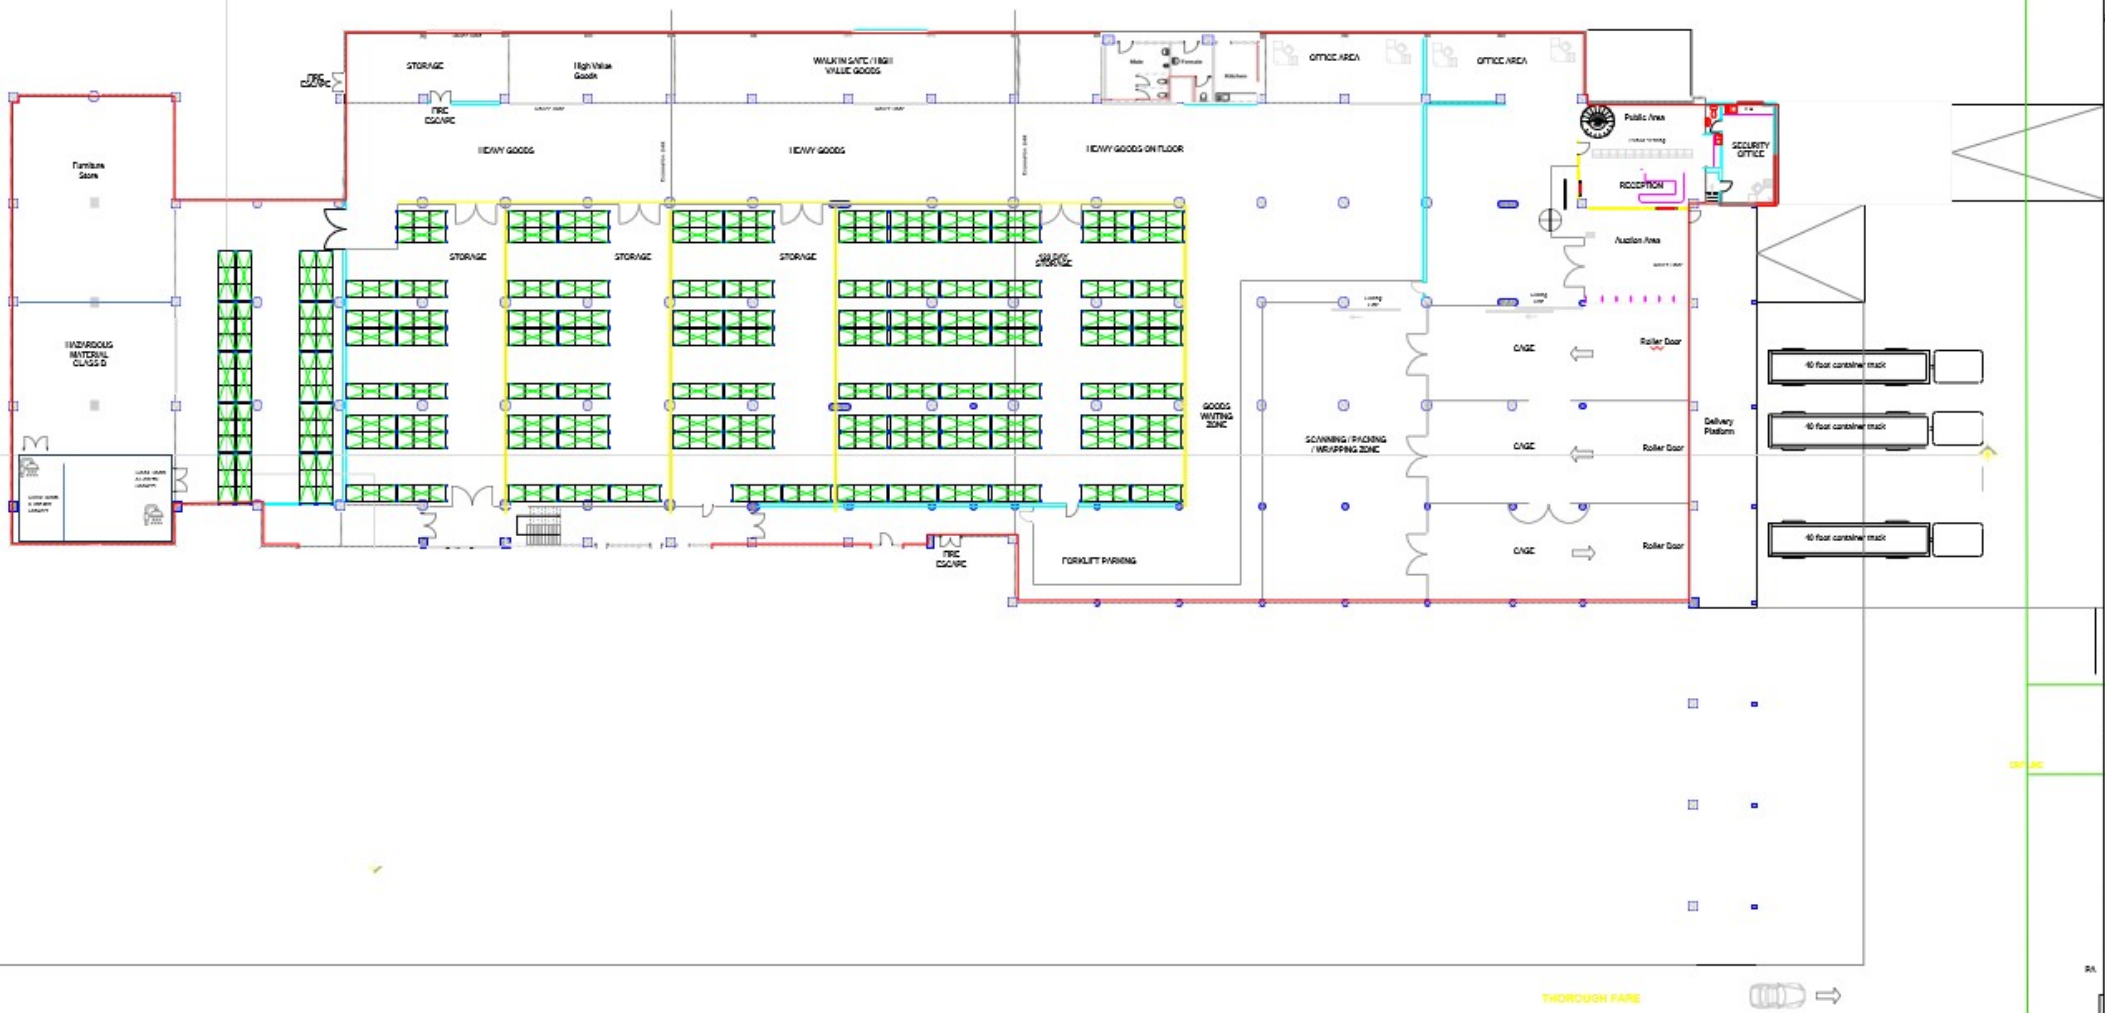 STORAGE
High Value
Goods
WALK IN SAFE / HIGH
VALUE GOODS
Male
Female
Kitchen
OFFICE AREA
OFFICE AREA
FIRE
ESCAPE
FIRE
ESCAPE
Public Area
SECURITY
OFFICE
HEAVY GOODS
HEAVY GOODS
HEAVY GOODS ON FLOOR
Furniture
Store
RECEPTION
Auction Area
STORAGE
STORAGE
STORAGE
STORAGE
HAZARDOUS
MATERIAL
CLASS D
CAGE
Roller Door
40 foot container truck
GOODS
WAITING
ZONE
SCANNING / PACKING
/ WRAPPING ZONE
CAGE
Roller Door
Delivery
Platform
40 foot container truck
FIRE
ESCAPE
FORKLIFT PARKING
CAGE
Roller Door
40 foot container truck
THOROUGH FARE